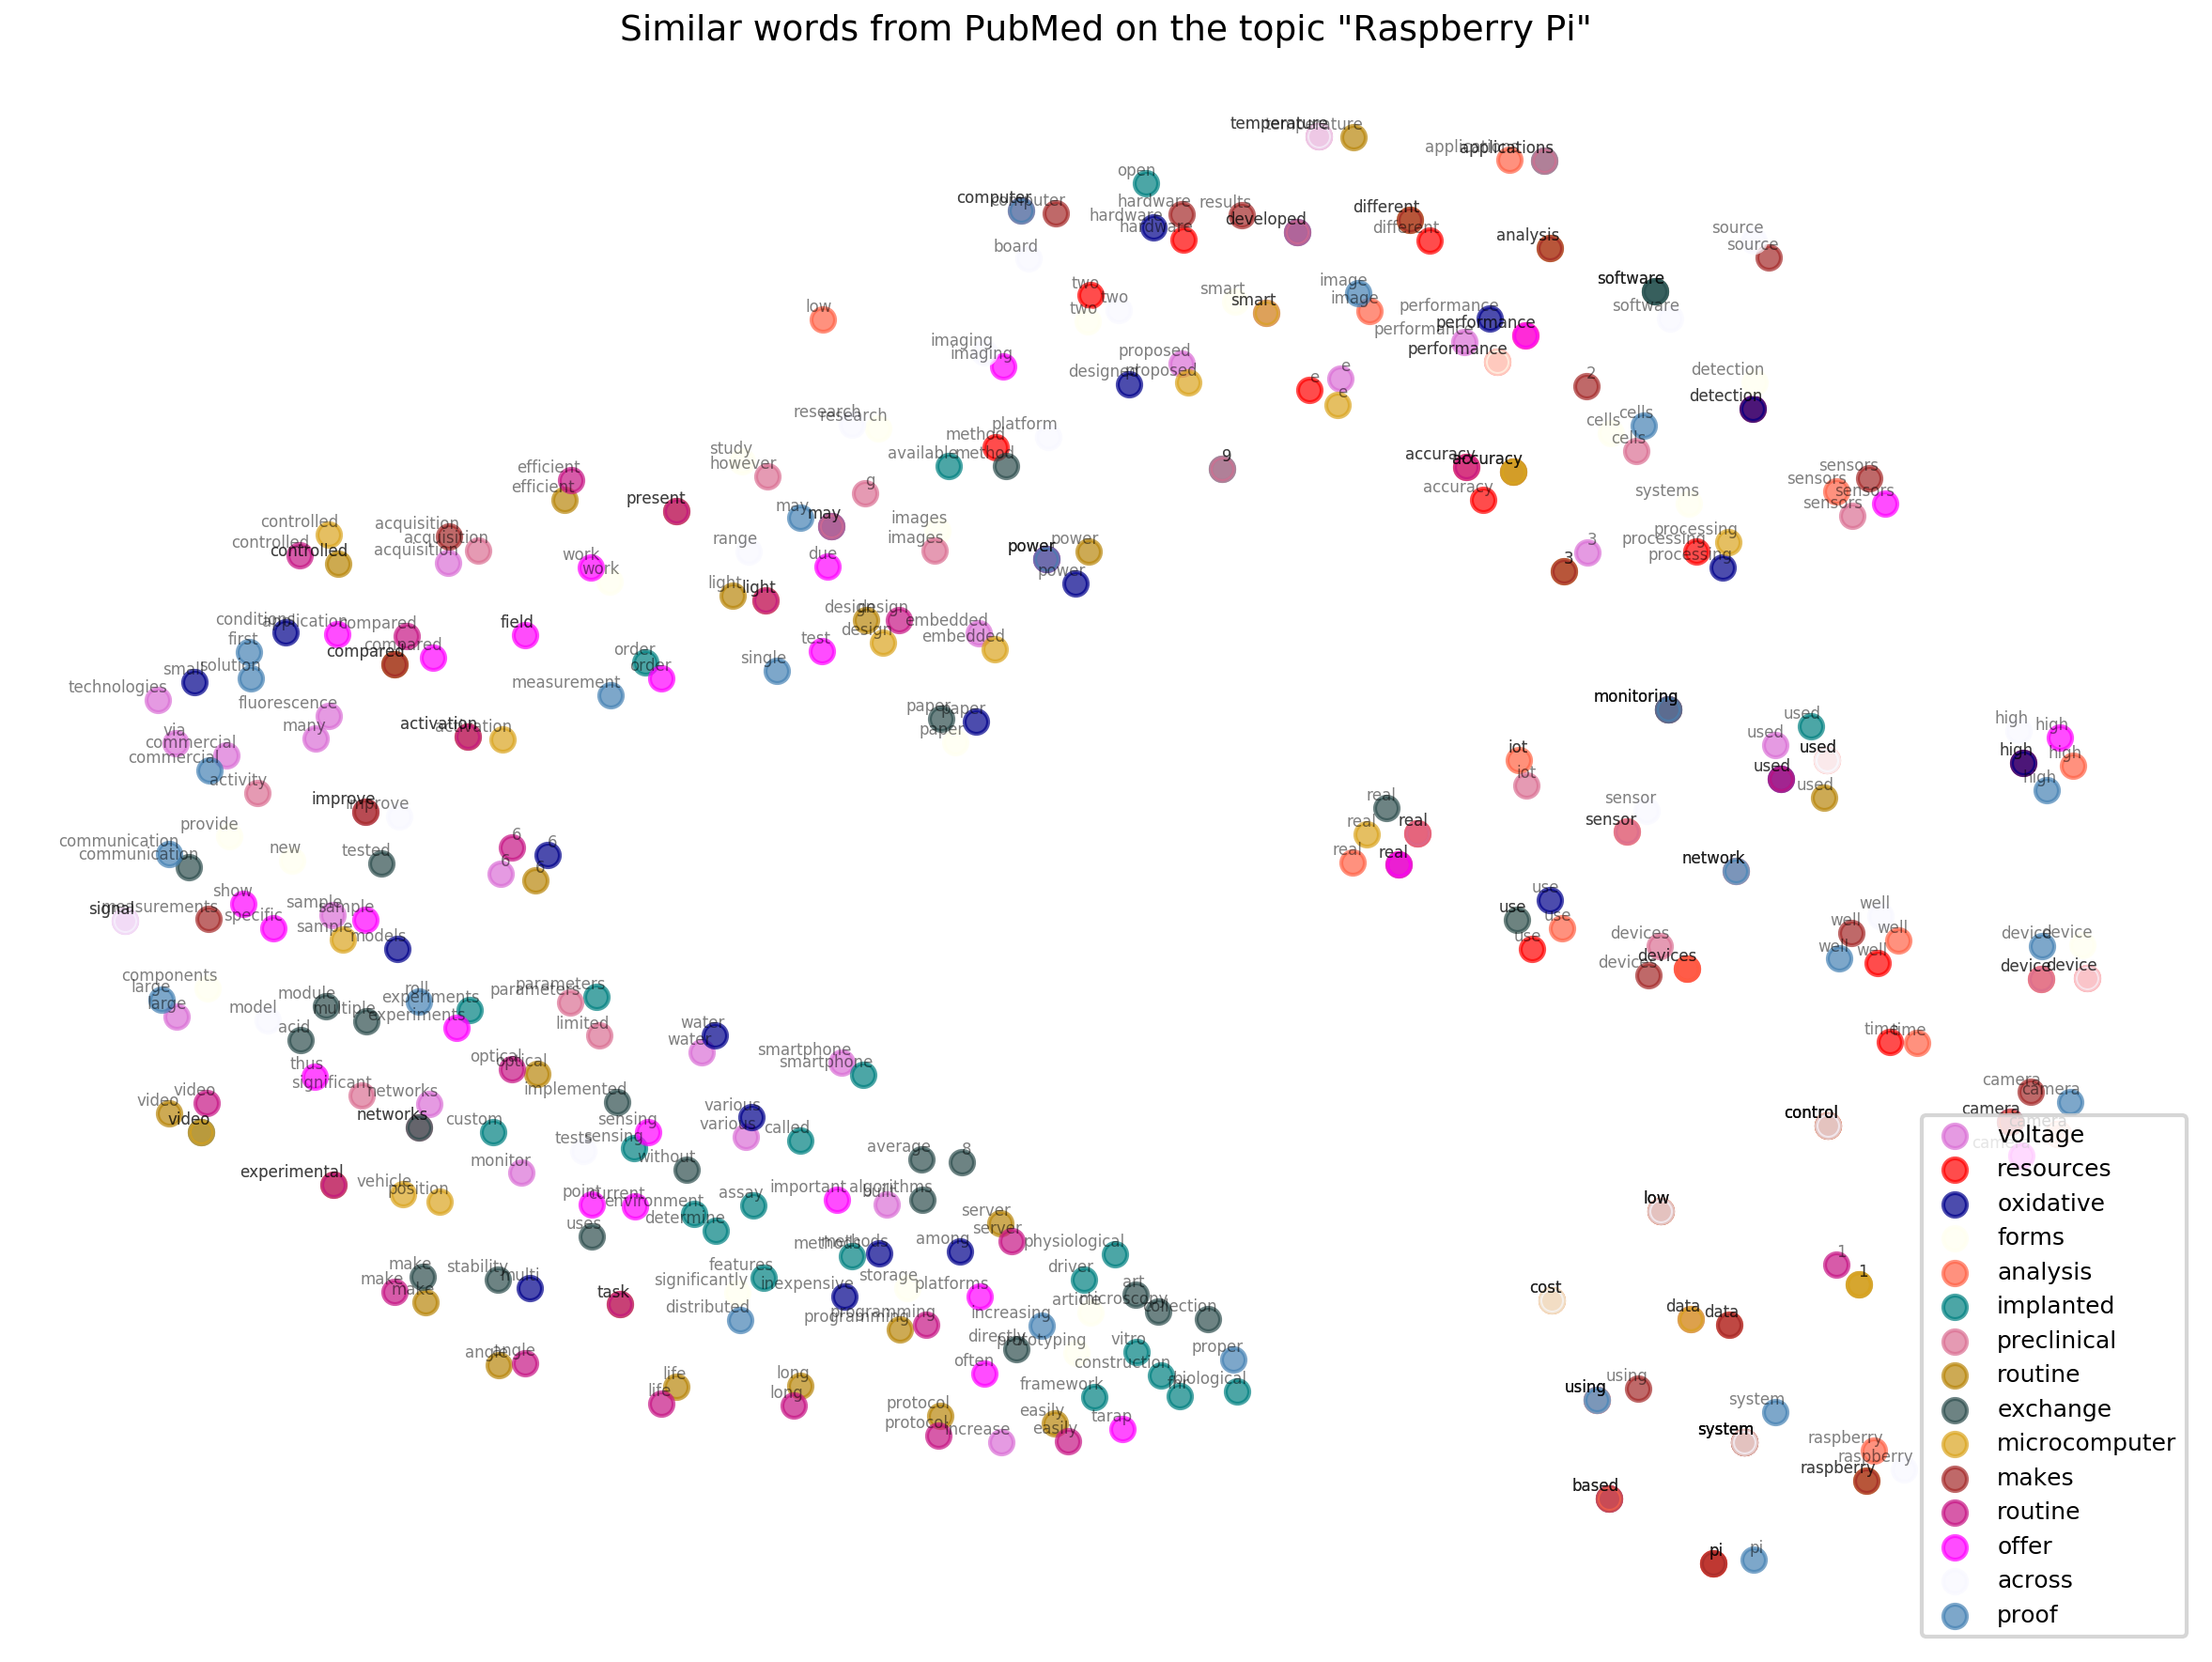 Similar words from PubMed on the topic "Raspberry Pi"
temperature temperature
applications applications
open
computer computer
hardware results
hardware developed
hardware
different
different
analysis
source
source
board
software
software
two two
two
low
smart
smart
image
image
performance
performance performance
performance
imaging
imaging
proposed
designed proposed
e e
e
2
detection
detection
research
research
platform
cells cells
cells
study
however
method
available method
9
accuracy accuracy
accuracy
efficient
efficient
present
g
sensors
sensors sensors
sensors
systems
may
may
images
images
controlled
controlled
controlled
acquisition
acquisition
acquisition
range
due
power power
power
processing
processing
processing
3
3
work
work
light light
design design
design
embedded
embedded
conditions application compared
first compared
compared
field
test
order
order
single
small solution
technologies
measurement
fluorescence
many
via
commercial
commercial
activation activation
activity
paper paper
paper
monitoring
used
used used
used
used
high high
high high
high
iot
iot
improve improve
sensor
sensor
real
real real
real real
provide
communication
communication
new
tested
6 6
6 6
network
show
signal measurements
specific
sample sample
sample
models
use
use use
use
well
well well
well well
devices
devices devices
device device
device device
components
large
large
model
module
multiple
roll
experiments
experiments
parameters
parameters
acid
limited
water
water
time time
thus
significant
optical optical
smartphone
smartphone
video
video
video
networks
networks
implemented
camera camera
camera camera
control
custom
sensing
sensing
tests
various
various
called
without
average 8
monitor
experimental
vehicle position
point current
environment
determine
assay
important
built
algorithms
uses
server
server
low
methods methods
among
physiological
1
1
make
make
make
stability
multi
features
significantly
distributed
inexpensive
storage
platforms
driver
art
article
microscopy
collection
task
cost
data data
programming
programming
increasing
directly
prototyping
vitro
proper
angle angle
often
construction
biological
life
life
long
long
framework
using using
system
system
protocol
protocol
increase
easily
easily
tarap
raspberry
raspberry
raspberry
based
pi pi
voltage
resources
oxidative
forms
analysis
implanted
preclinical
routine
exchange
microcomputer
makes
routine
offer
across
proof